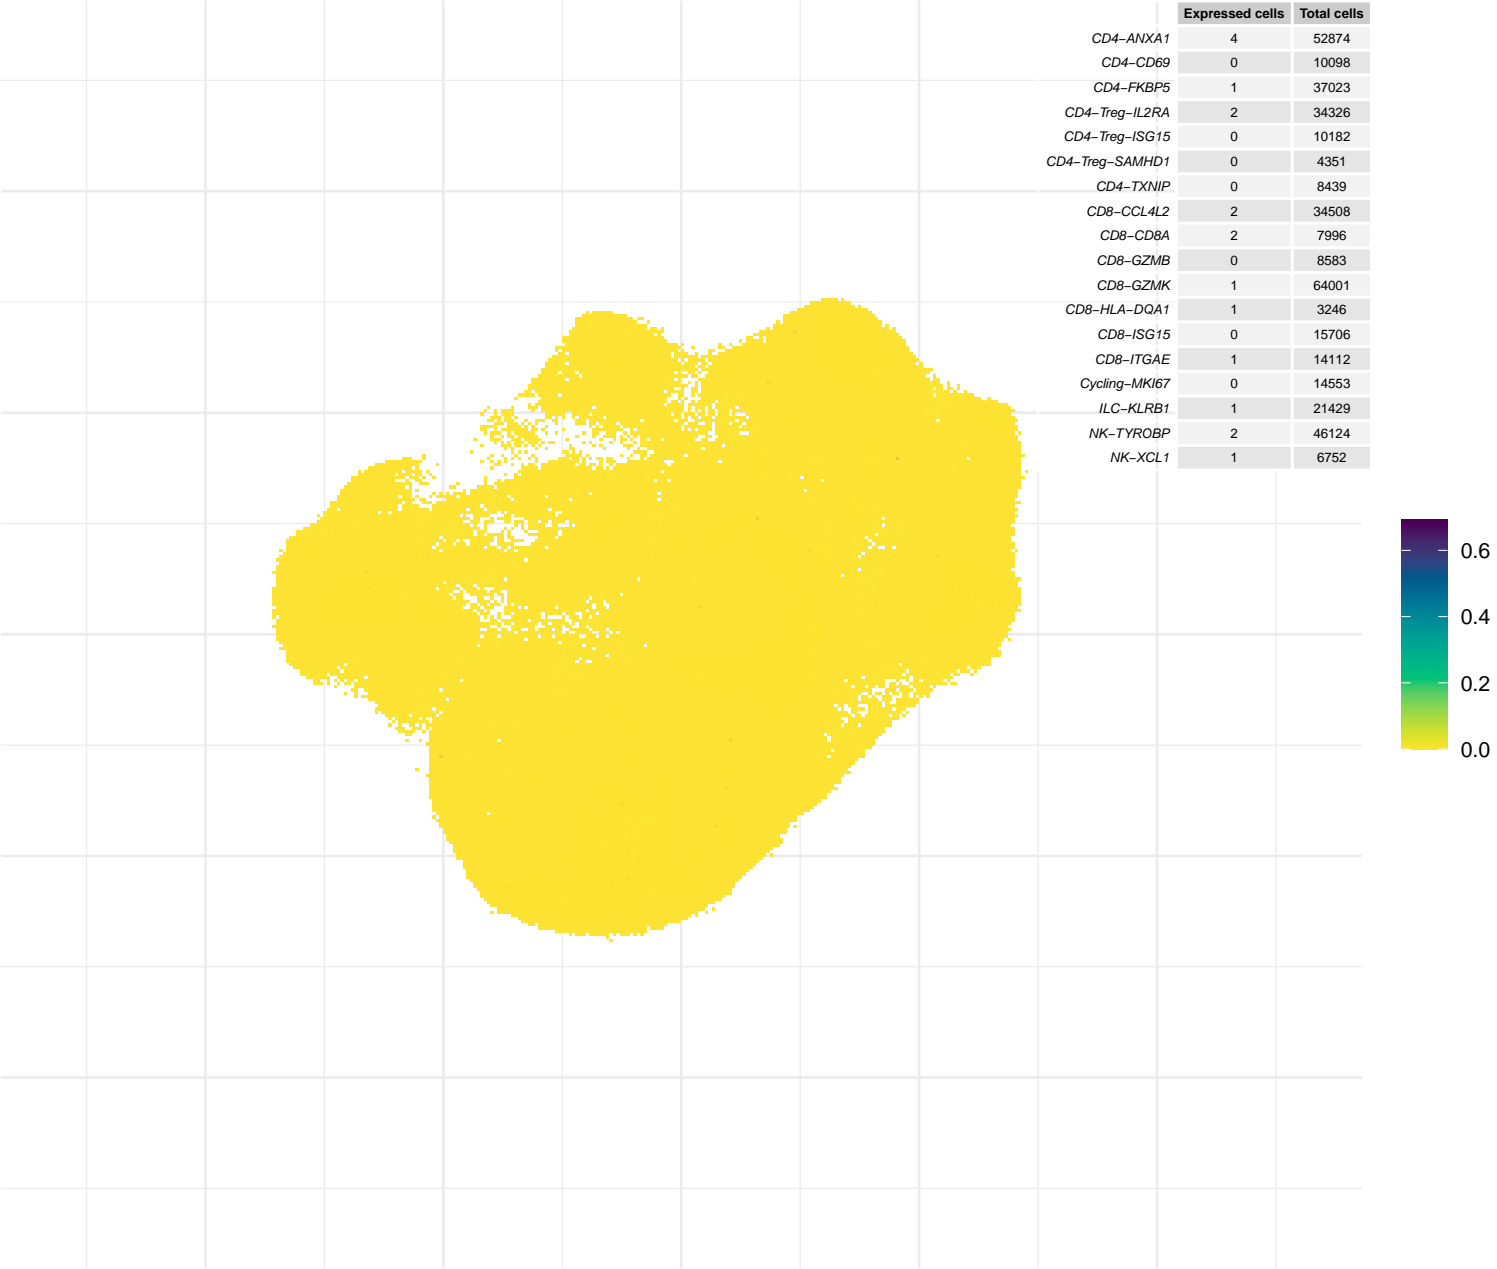 Expressed cells Total cells
CD4−ANXA1 4 52874
CD4−CD69 0 10098
CD4−FKBP5 1 37023
CD4−Treg−IL2RA 2 34326
CD4−Treg−ISG15 0 10182
CD4−Treg−SAMHD1 0 4351
CD4−TXNIP 0 8439
CD8−CCL4L2 2 34508
CD8−CD8A 2 7996
CD8−GZMB 0 8583
CD8−GZMK 1 64001
CD8−HLA−DQA1 1 3246
CD8−ISG15 0 15706
CD8−ITGAE 1 14112
Cycling−MKI67 0 14553
ILC−KLRB1 1 21429
NK−TYROBP 2 46124
NK−XCL1 1 6752
0.6
0.4
0.2
0.0